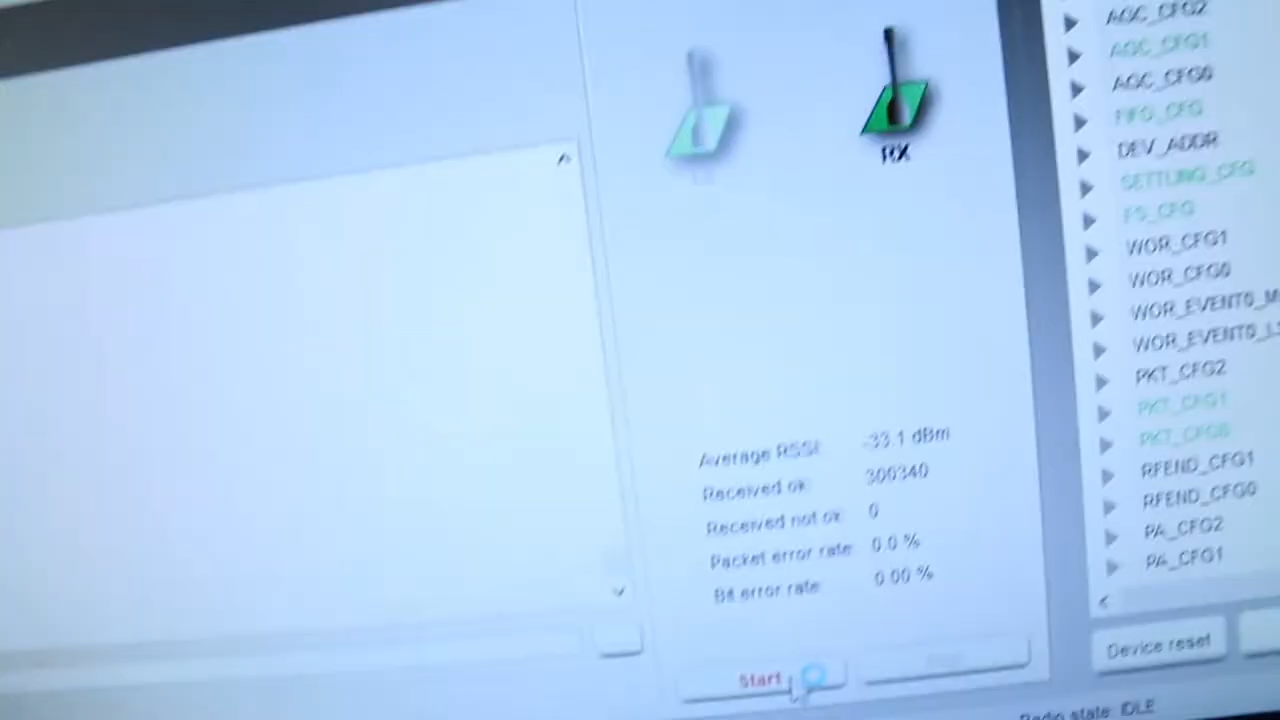 RX
Average RSSI: -33.1 dBm
Received ok: 300340
Received not ok: 0
Packet error rate: 0.0 %
Bit error rate: 0.00 %
Start
AGC_CFG2
AGC_CFG1
AGC_CFG0
FIFO_CFG
DEV_ADDR
SETTLING_CFG
FS_CFG
WOR_CFG1
WOR_CFG0
WOR_EVENT0_M
WOR_EVENT0_LS
PKT_CFG2
PKT_CFG1
PKT_CFG0
RFEND_CFG1
RFEND_CFG0
PA_CFG2
PA_CFG1
Device reset
Radio state: IDLE